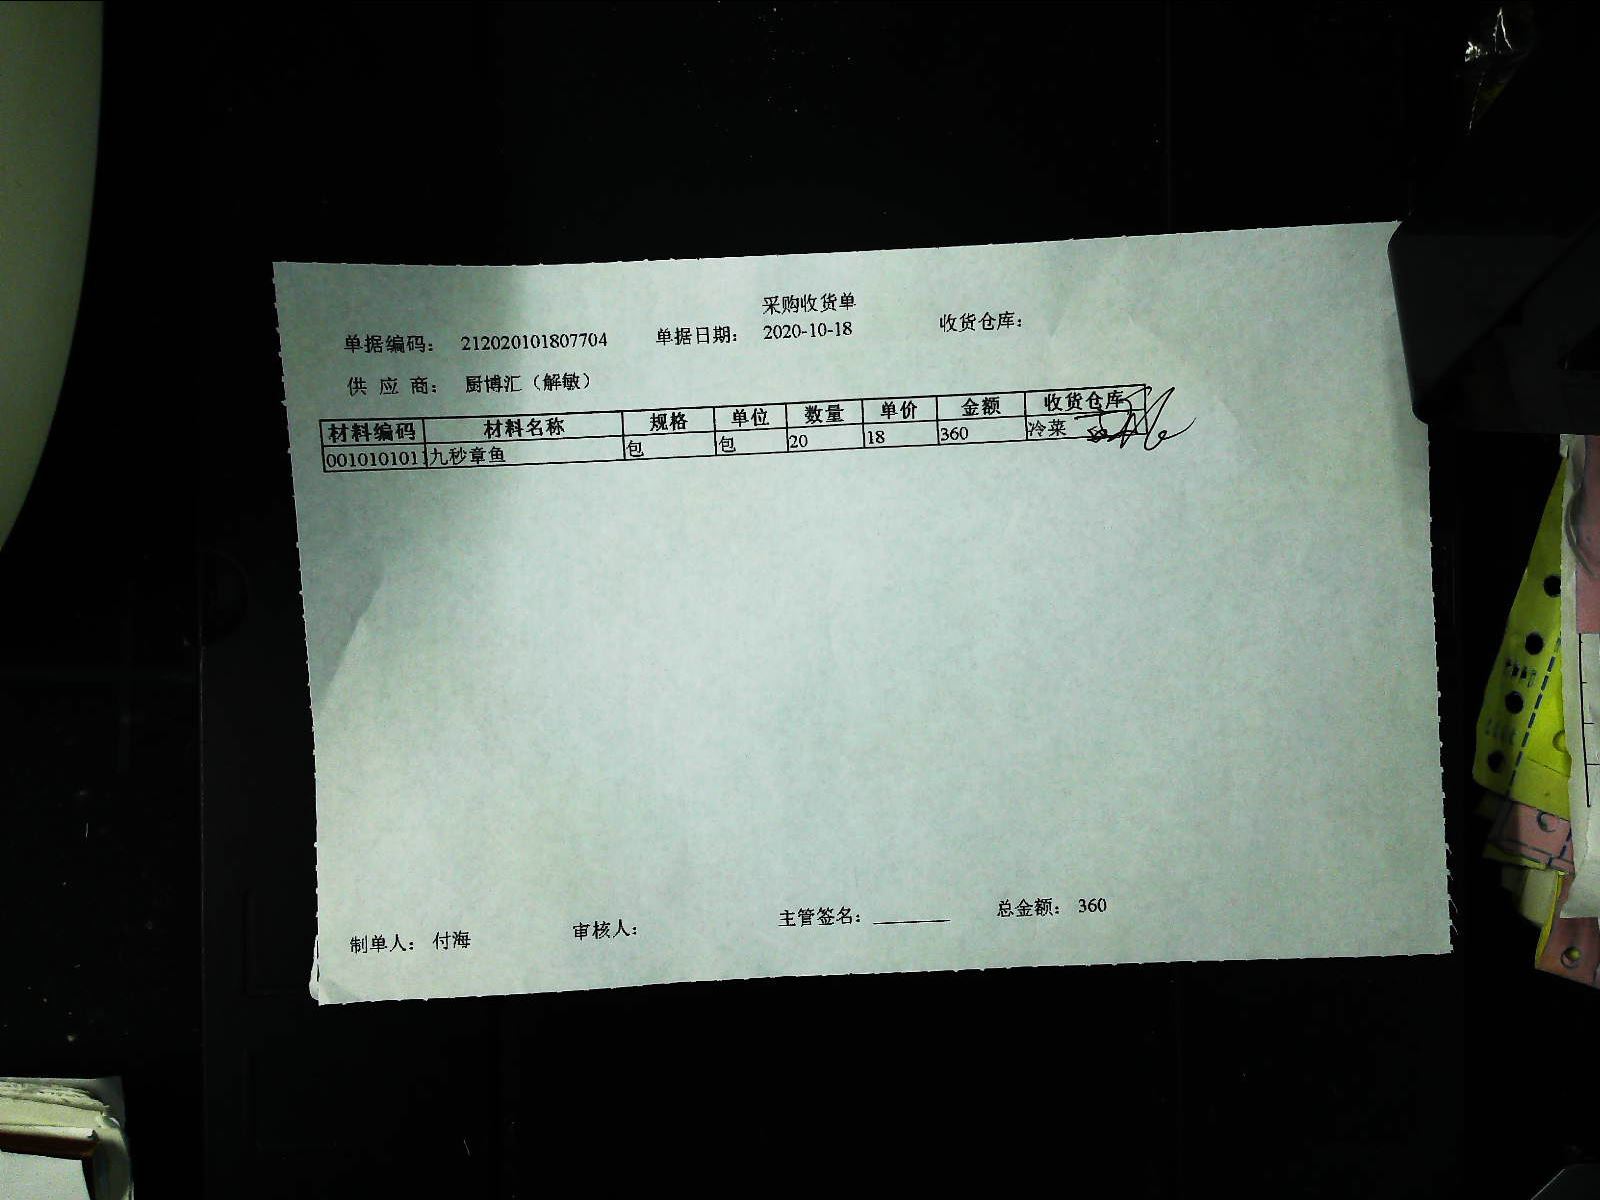 采购收货单
单据编码： 212020101807704 单据日期： 2020-10-18 收货仓库：
供 应 商： 厨博汇（解敏）
材料编码 材料名称 规格 单位 数量 单价 金额 收货仓库
001010101 九秒章鱼 包 包 20 18 360 冷菜
制单人： 付海 审核人： 主管签名： ________ 总金额： 360